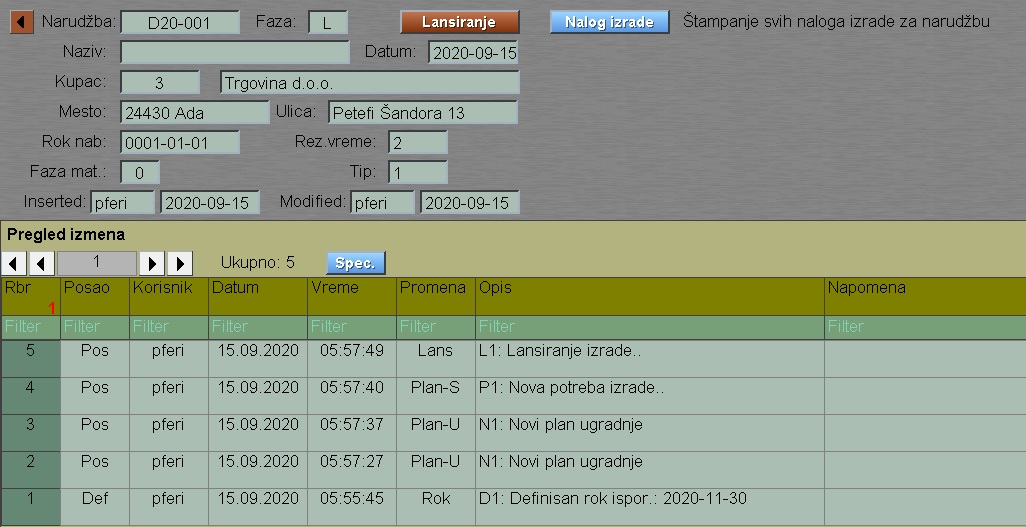 Narudžba: D20-001 Faza: L Lansiranje Nalog izrade Štampanje svih naloga izrade za narudžbu
Naziv: Datum: 2020-09-15
Kupac: 3 Trgovina d.o.o.
Mesto: 24430 Ada Ulica: Petefi Šandora 13
Rok nab: 0001-01-01 Rez.vreme: 2
Faza mat.: 0 Tip: 1
Inserted: pferi 2020-09-15 Modified: pferi 2020-09-15
Pregled izmena
1 Ukupno: 5 Spec.
Rbr 1 Posao Korisnik Datum Vreme Promena Opis Napomena
Filter Filter Filter Filter Filter Filter Filter Filter
5 Pos pferi 15.09.2020 05:57:49 Lans L1: Lansiranje izrade..
4 Pos pferi 15.09.2020 05:57:40 Plan-S P1: Nova potreba izrade..
3 Pos pferi 15.09.2020 05:57:37 Plan-U N1: Novi plan ugradnje
2 Pos pferi 15.09.2020 05:57:27 Plan-U N1: Novi plan ugradnje
1 Def pferi 15.09.2020 05:55:45 Rok D1: Definisan rok ispor.: 2020-11-30